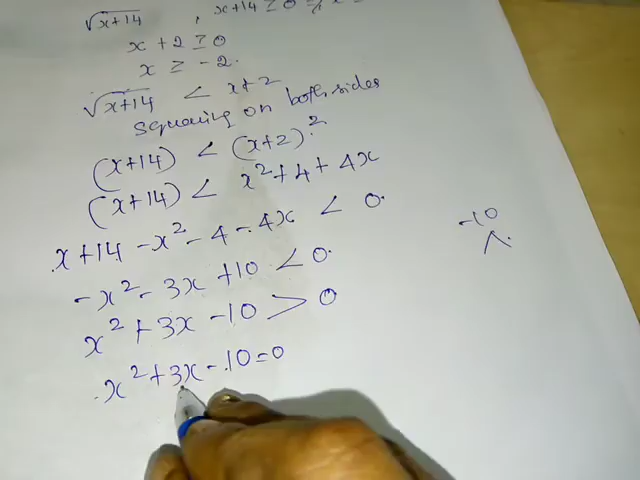 √x+14 , x+14 ≥ 0
x + 2 ≥ 0
x ≥ -2.
√x+14 < x+2
squaring on both sides
(x+14) < (x+2)²
(x+14) < x²+4+4x
x+14 -x²-4-4x < 0.
-x²-3x+10 < 0.
x²+3x-10 > 0
x²+3x-10=0
-10